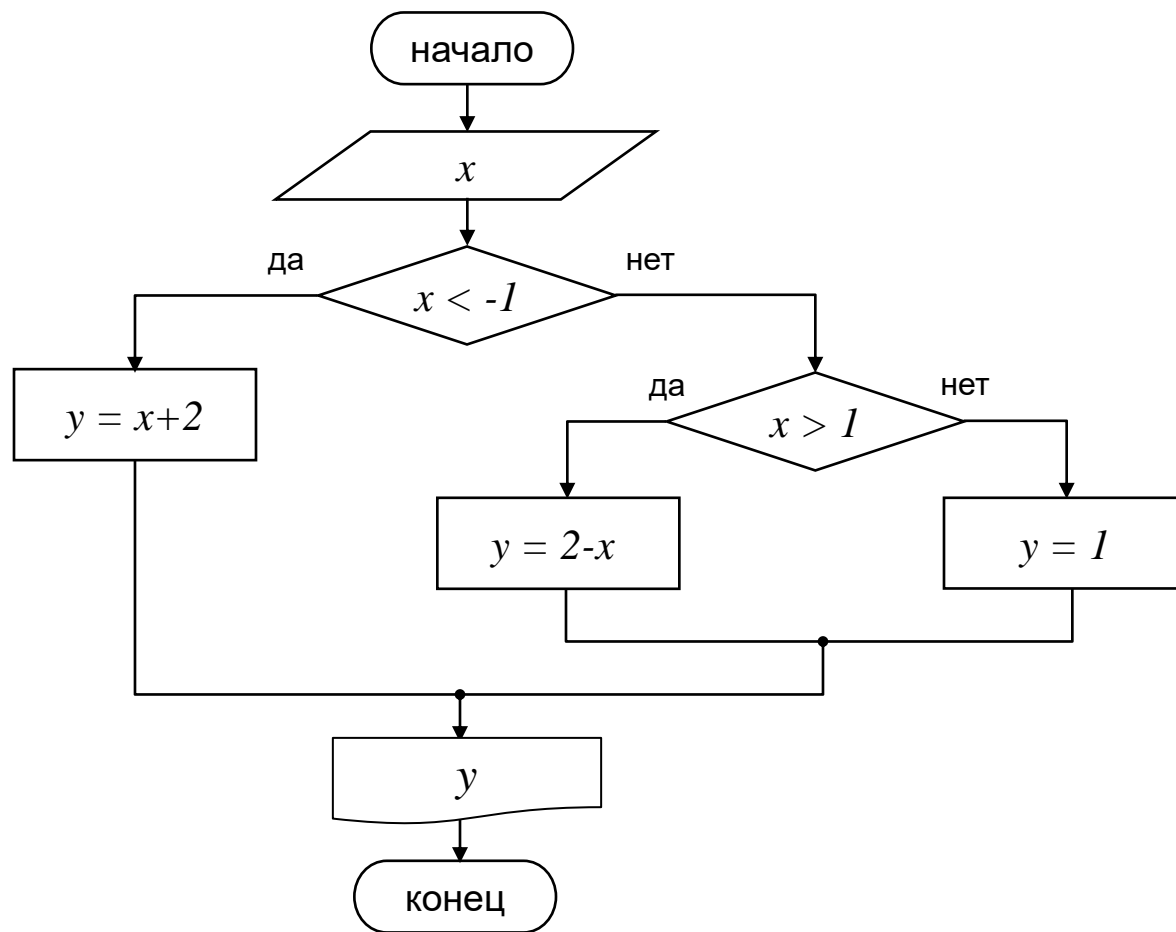 начало
x
да
нет
x < -1
y = x+2
да
нет
x > 1
y = 2-x
y = 1
y
конец